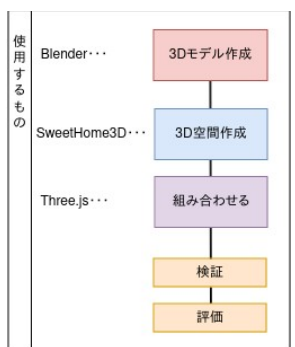 使用するもの
Blender･･･
3Dモデル作成
SweetHome3D･･･
3D空間作成
Three.js･･･
組み合わせる
検証
評価